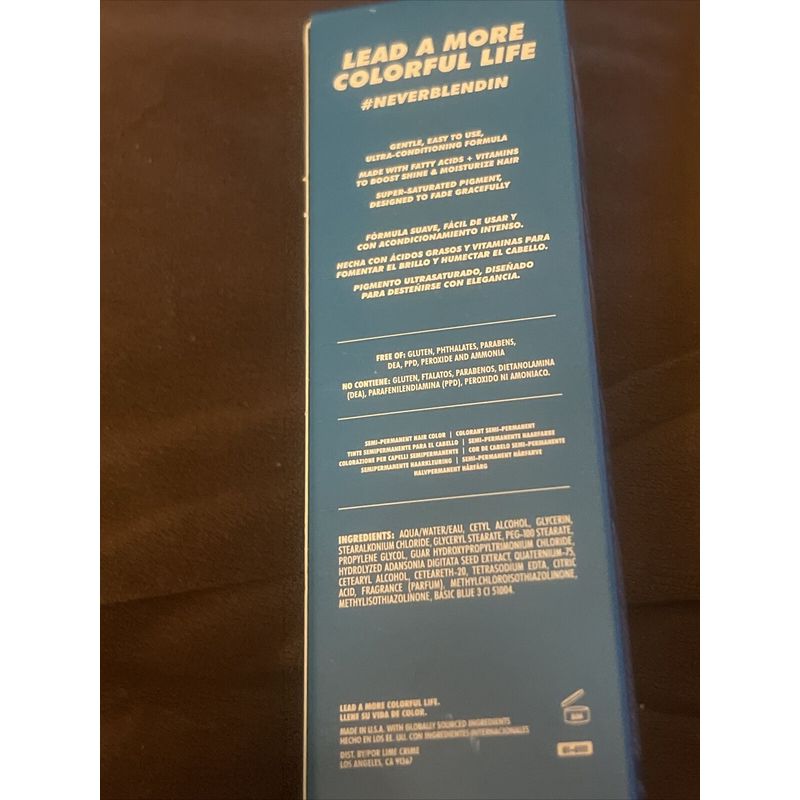 LEAD A MORE
COLORFUL LIFE
#NEVERBLENDIN
GENTLE, EASY TO USE,
ULTRA-CONDITIONING FORMULA
MADE WITH FATTY ACIDS + VITAMINS
TO BOOST SHINE & MOISTURIZE HAIR
SUPER-SATURATED PIGMENT,
DESIGNED TO FADE GRACEFULLY
FÓRMULA SUAVE, FÁCIL DE USAR Y
CON ACONDICIONAMIENTO INTENSO.
HECHA CON ÁCIDOS GRASOS Y VITAMINAS PARA
FOMENTAR EL BRILLO Y HUMECTAR EL CABELLO.
PIGMENTO ULTRASATURADO, DISEÑADO
PARA DESTEÑIRSE CON ELEGANCIA.
FREE OF: GLUTEN, PHTHALATES, PARABENS,
DEA, PPD, PEROXIDE AND AMMONIA
NO CONTIENE: GLUTEN, FTALATOS, PARABENOS, DIETANOLAMINA
(DEA), PARAFENILENDIAMINA (PPD), PEROXIDO NI AMONIACO.
SEMI-PERMANENT HAIR COLOR | COLORANT SEMI-PERMANENT
TINTE SEMIPERMANENTE PARA EL CABELLO | SEMI-PERMANENTE HAARFARBE
COLORAZIONE PER CAPELLI SEMIPERMANENTE | COR DE CABELO SEMI-PERMANENTE
SEMIPERMANENTE HAARKLEURING | SEMI-PERMANENT HÅRFARVE
HALVPERMANENT HÅRFÄRG
INGREDIENTS: AQUA/WATER/EAU, CETYL ALCOHOL, GLYCERIN,
STEARALKONIUM CHLORIDE, GLYCERYL STEARATE, PEG-100 STEARATE,
PROPYLENE GLYCOL, GUAR HYDROXYPROPYLTRIMONIUM CHLORIDE,
HYDROLYZED ADANSONIA DIGITATA SEED EXTRACT, QUATERNIUM-75,
CETEARYL ALCOHOL, CETEARETH-20, TETRASODIUM EDTA, CITRIC
ACID, FRAGRANCE (PARFUM), METHYLCHLOROISOTHIAZOLINONE,
METHYLISOTHIAZOLINONE, BASIC BLUE 3 CI 51004.
LEAD A MORE COLORFUL LIFE.
LLENE SU VIDA DE COLOR.
MADE IN U.S.A. WITH GLOBALLY SOURCED INGREDIENTS
HECHO EN LOS EE. UU. CON INGREDIENTES INTERNACIONALES
DIST. BY/POR LIME CRIME
LOS ANGELES, CA 91367